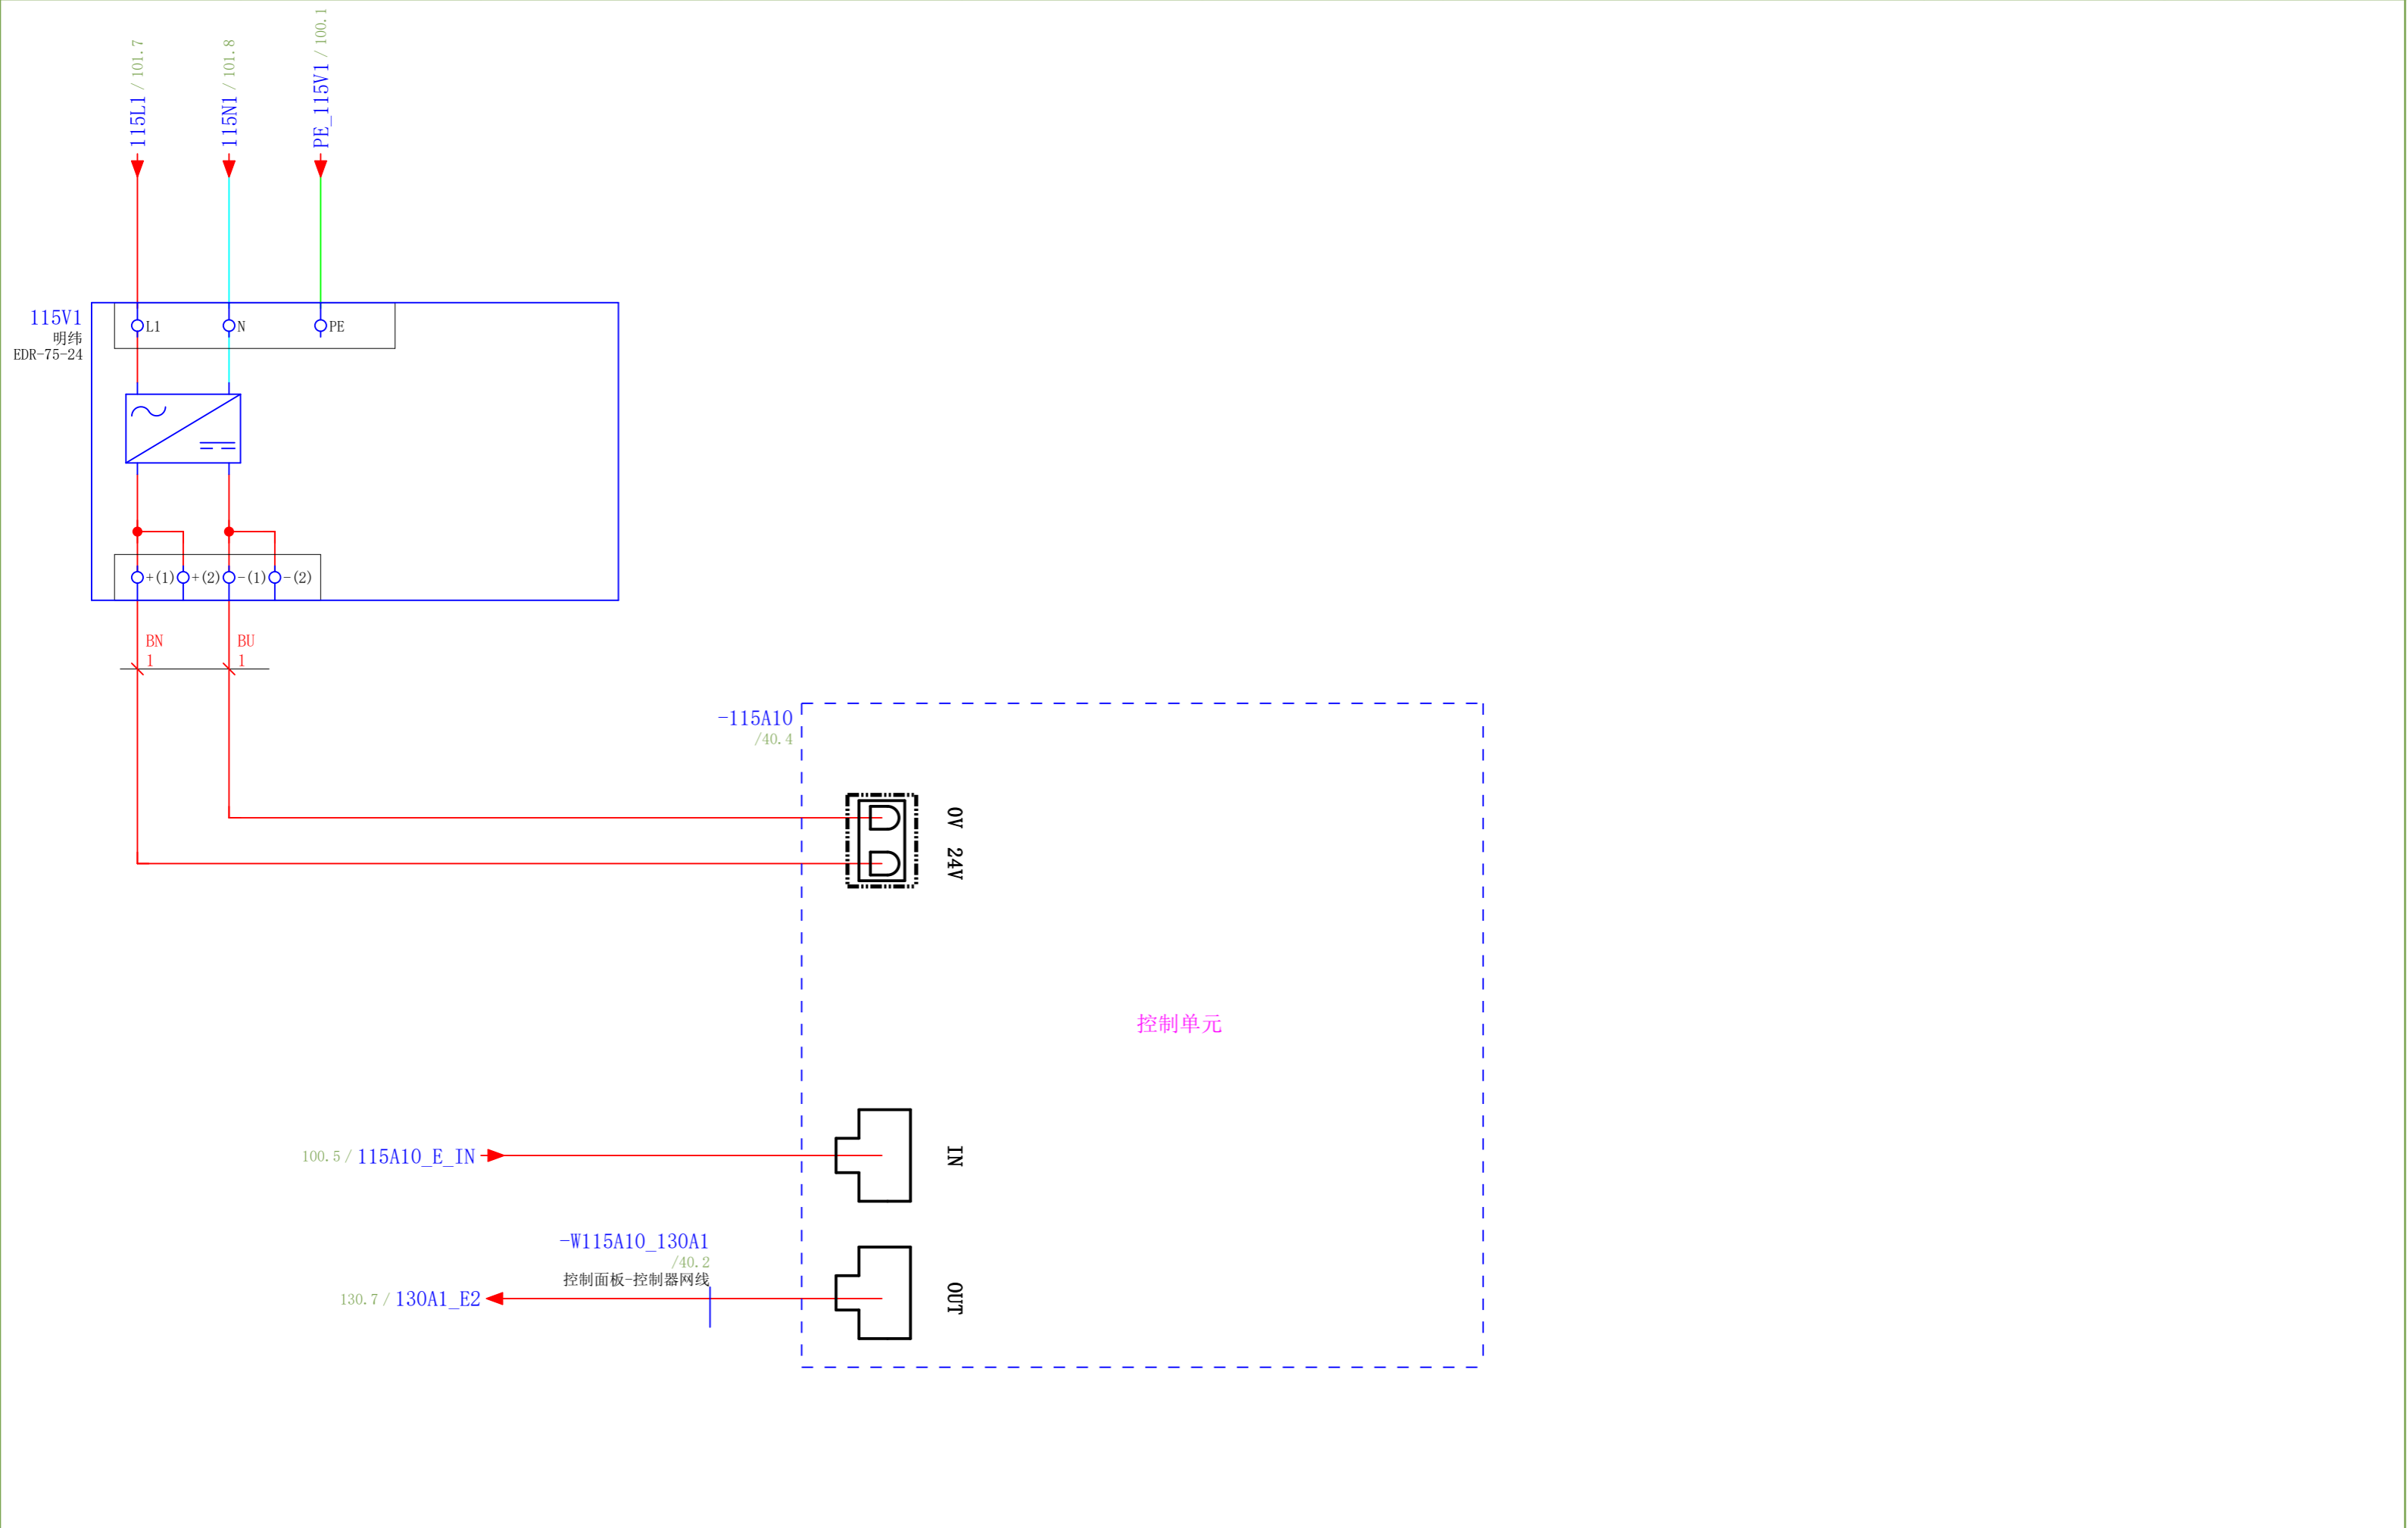 115L1 / 101.7
115N1 / 101.8
PE_115V1 / 100.1
115V1
明纬
EDR-75-24
L1
N
PE
+(1)
+(2)
-(1)
-(2)
BN
1
BU
1
-115A10
/40.4
0V
24V
控制单元
100.5 / 115A10_E_IN
IN
-W115A10_130A1
/40.2
控制面板-控制器网线
130.7 / 130A1_E2
OUT